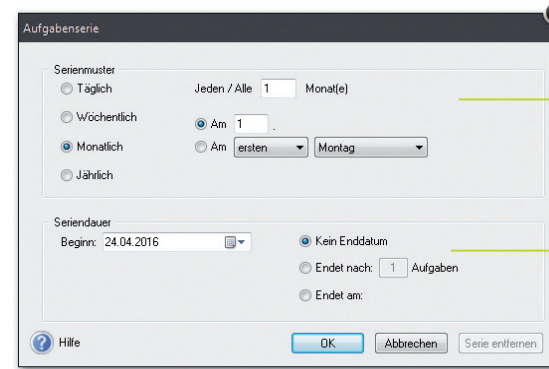 Aufgabenserie
Serienmuster
Täglich
Jeden / Alle 1 Monat(e)
Wöchentlich
Am 1 .
Monatlich
Am ersten Montag
Jährlich
Seriendauer
Beginn: 24.04.2016
Kein Enddatum
Endet nach: 1 Aufgaben
Endet am:
? Hilfe
OK
Abbrechen
Serie entfernen